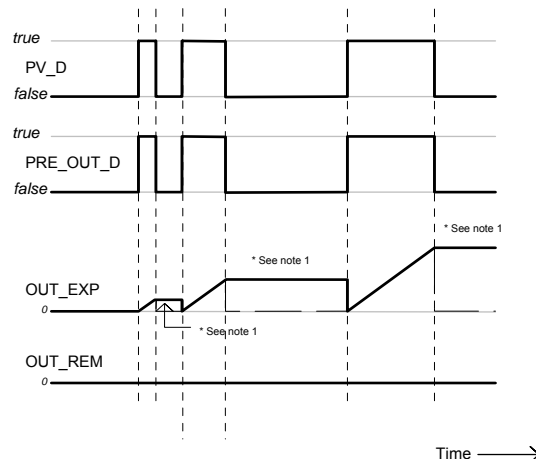 true
PV_D
false
true
PRE_OUT_D
false
* See note 1
* See note 1
OUT_EXP
0
* See note 1
OUT_REM
0
Time